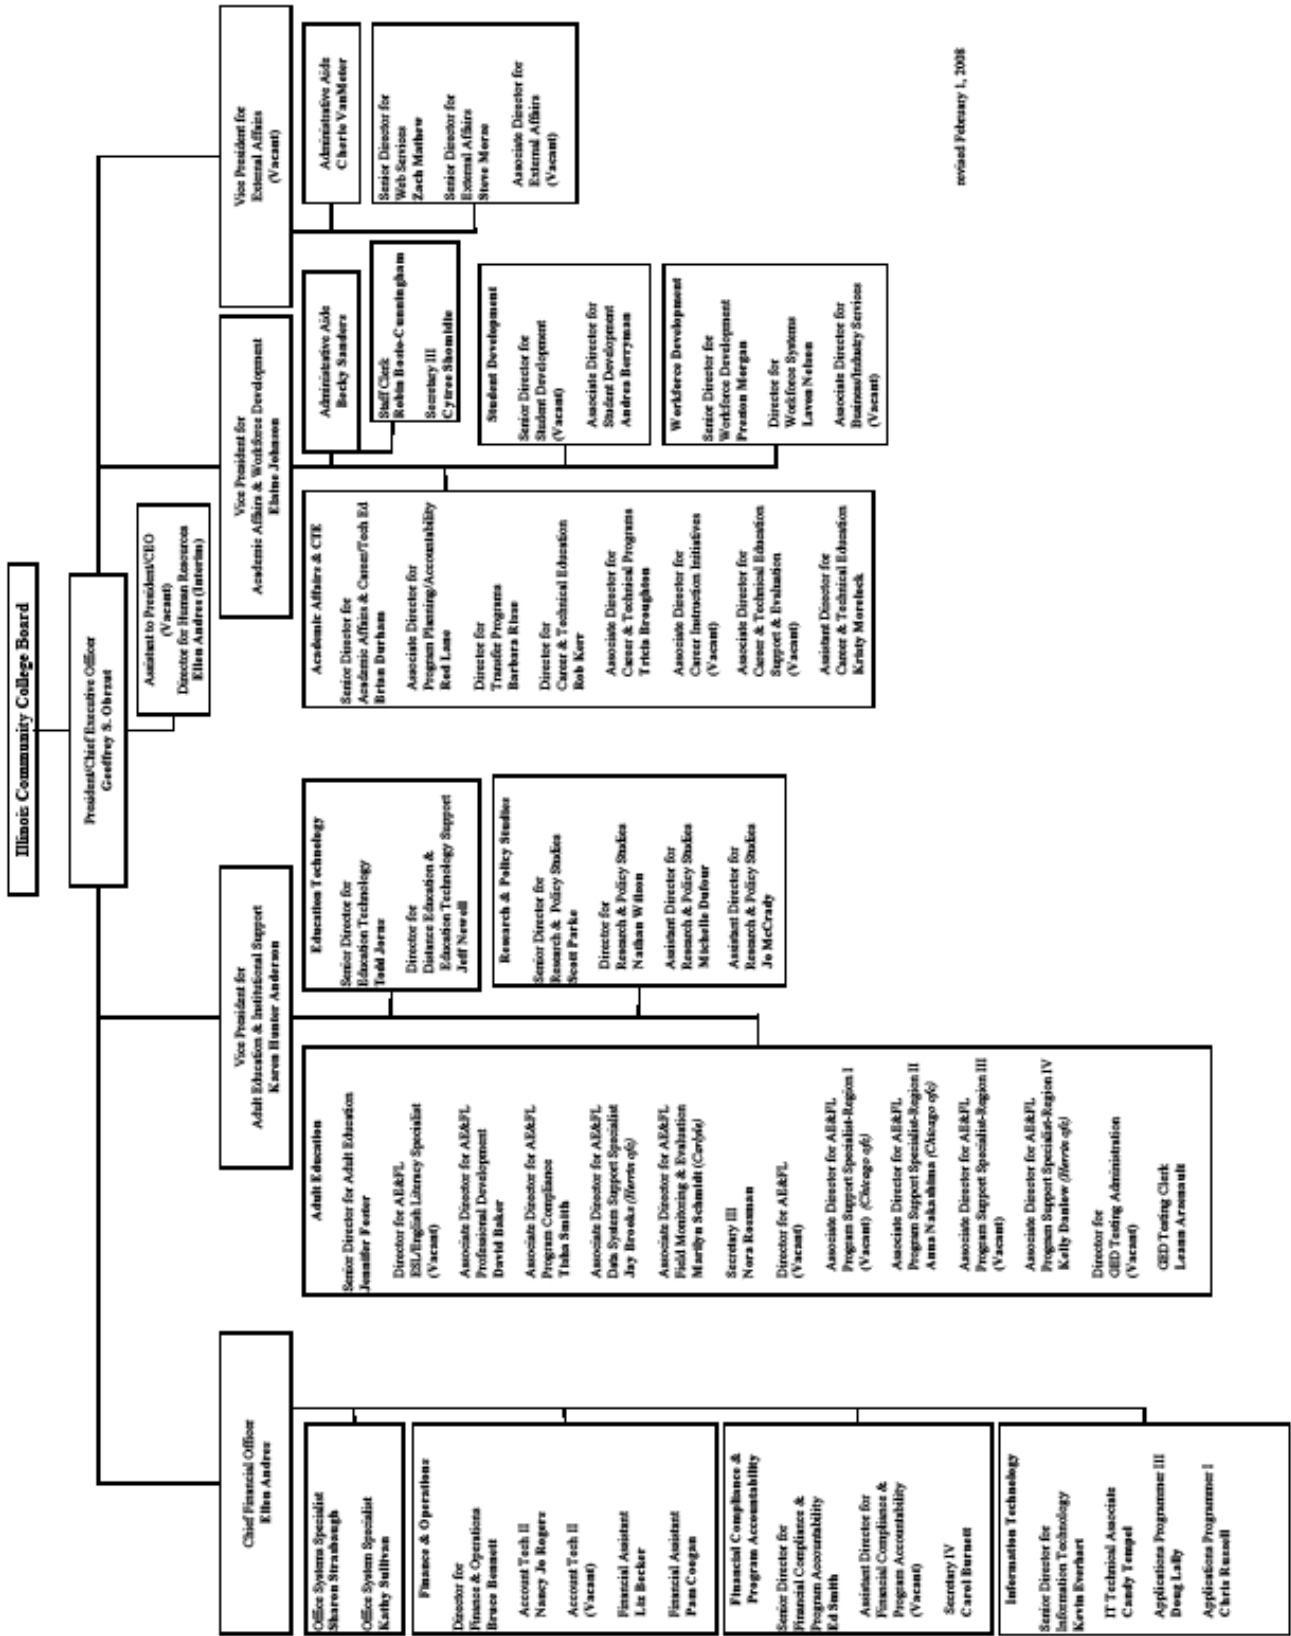 Illinois Community College Board
President/Chief Executive Officer
Geoffrey S. Obrzut
Assistant to President/CEO
(Vacant)
Director for Human Resources
Ellen Andres (Interim)
Chief Financial Officer
Ellen Andres
Office Systems Specialist
Sharon Strabaugh
Office System Specialist
Kathy Sullivan
Finance & Operations
Director for
Finance & Operations
Bruce Bennett
Account Tech II
Nancy Jo Rogers
Account Tech II
(Vacant)
Financial Assistant
Liz Becker
Financial Assistant
Pam Coogan
Financial Compliance &
Program Accountability
Senior Director for
Financial Compliance &
Program Accountability
Ed Smith
Assistant Director for
Financial Compliance &
Program Accountability
(Vacant)
Secretary IV
Carol Burnett
Information Technology
Senior Director for
Information Technology
Kevin Everhart
IT Technical Associate
Candy Tempel
Applications Programmer III
Doug Lally
Applications Programmer I
Chris Russell
Vice President for
Adult Education & Institutional Support
Karen Hunter Anderson
Adult Education
Senior Director for Adult Education
Jennifer Foster
Director for AE&FL
ESL/English Literacy Specialist
(Vacant)
Associate Director for AE&FL
Professional Development
David Baker
Associate Director for AE&FL
Program Compliance
Smith
Associate Director for AE&FL
Data System Support Specialist
Jay Brooks (Herrin ofc)
Associate Director for AE&FL
Field Monitoring & Evaluation
Marilyn Schmidt (Carlyle)
Secretary III
Nora Rossman
Director for AE&FL
(Vacant)
Associate Director for AE&FL
Program Support Specialist-Region I
(Vacant) (Chicago ofc)
Associate Director for AE&FL
Program Support Specialist-Region II
Anna Nakashima (Chicago ofc)
Associate Director for AE&FL
Program Support Specialist-Region III
(Vacant)
Associate Director for AE&FL
Program Support Specialist-Region IV
Kelly (Herrin ofc)
Director for
GED Testing Administration
(Vacant)
GED Testing Clerk
Leann Arsenault
Education Technology
Senior Director for
Education Technology
Todd Jorns
Director for
Distance Education &
Education Technology Support
Jeff Newell
Research & Policy Studies
Senior Director for
Research & Policy Studies
Scott Parke
Director for
Research & Policy Studies
Nathan Wilson
Assistant Director for
Research & Policy Studies
Michelle Dufour
Assistant Director for
Research & Policy Studies
Jo McCrady
Vice President for
Academic Affairs & Workforce Development
Elaine Johnson
Administrative Aide
Becky Sanders
Staff Clerk
Robin Cunningham
Secretary III
Cytree
Academic Affairs & CTE
Senior Director for
Academic Affairs & Career/Tech Ed
Brian Durham
Associate Director for
Program Planning/Accountability
Rod Lane
Director for
Transfer Programs
Barbara
Director for
Career & Technical Education
Rob Kerr
Associate Director for
Career & Technical Programs
Tricia Broughton
Associate Director for
Career Instruction Initiatives
(Vacant)
Associate Director for
Career & Technical Education
Support & Evaluation
(Vacant)
Assistant Director for
Career & Technical Education
Kristy Morelock
Student Development
Senior Director for
Student Development
(Vacant)
Associate Director for
Student Development
Andrea Berryman
Workforce Development
Senior Director for
Workforce Development
Preston Morgan
Director for
Workforce Systems
Lavon Nelson
Associate Director for
Business/Industry Services
(Vacant)
Vice President for
External Affairs
(Vacant)
Administrative Aide
Cherie VanMeter
Senior Director for
Web Services
Zach Mathew
Senior Director for
External Affairs
Steve Morse
Associate Director for
External Affairs
(Vacant)
revised February 1, 2008